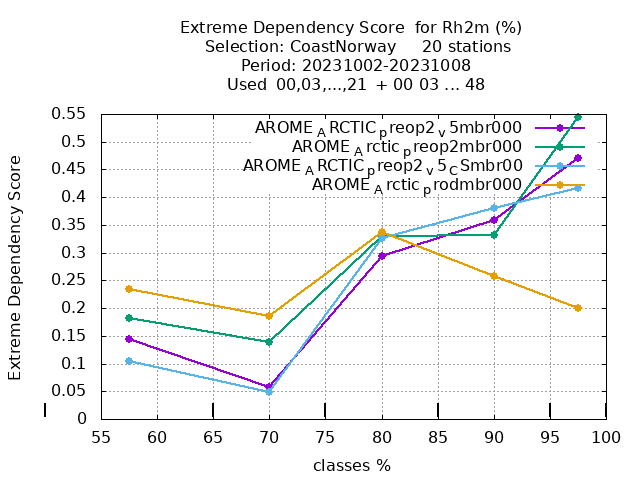 Extreme Dependency Score for Rh2m (%)
Selection: CoastNorway 20 stations
Period: 20231002-20231008
Used 00,03,...,21 + 00 03 ... 48
AROME_ARCTIC_preop2_v5mbr000
AROME_Arctic_preop2mbr000
AROME_ARCTIC_preop2_v5_CSmbr00
AROME_Arctic_prodmbr000
Extreme Dependency Score
0.55
0.5
0.45
0.4
0.35
0.3
0.25
0.2
0.15
0.1
0.05
0
55 60 65 70 75 80 85 90 95 100
classes %